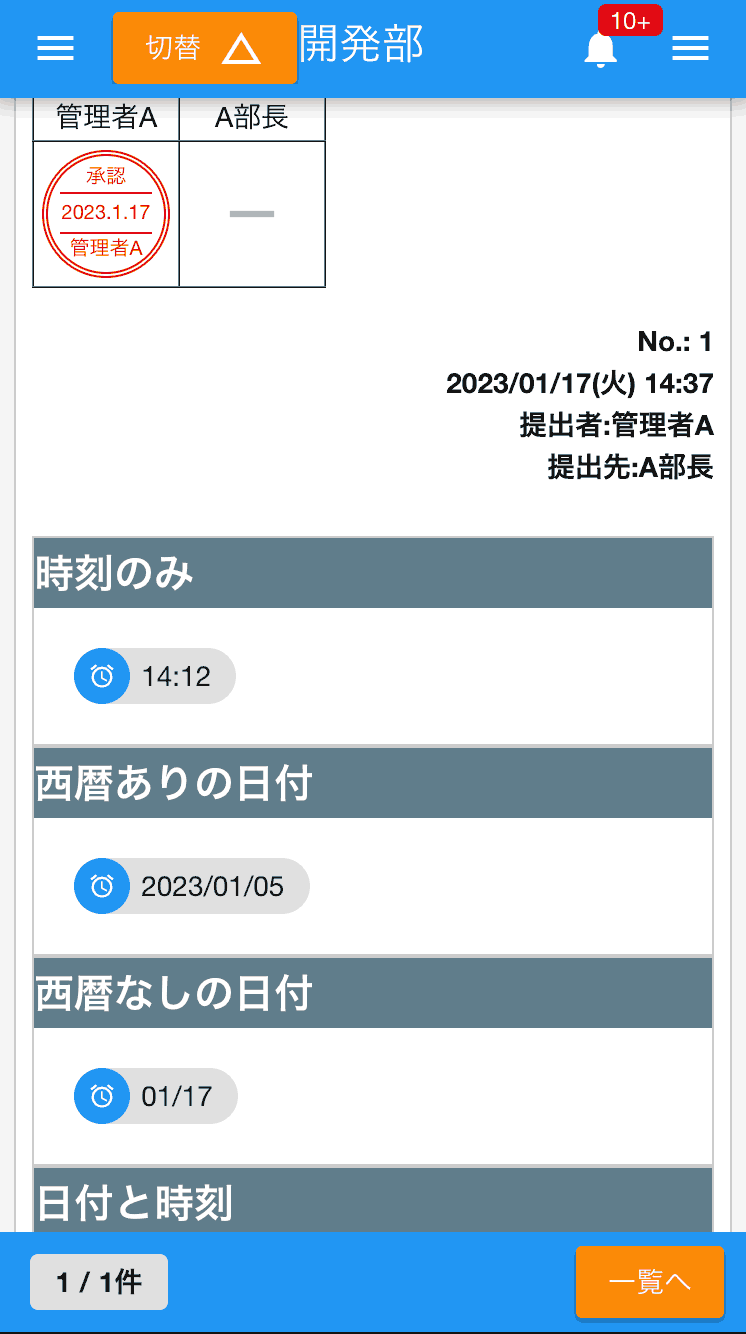 切替
開発部
10+
管理者A
A部長
承認
2023.1.17
管理者A
No.: 1
2023/01/17(火) 14:37
提出者:管理者A
提出先:A部長
時刻のみ
14:12
西暦ありの日付
2023/01/05
西暦なしの日付
01/17
日付と時刻
1 / 1件
一覧へ